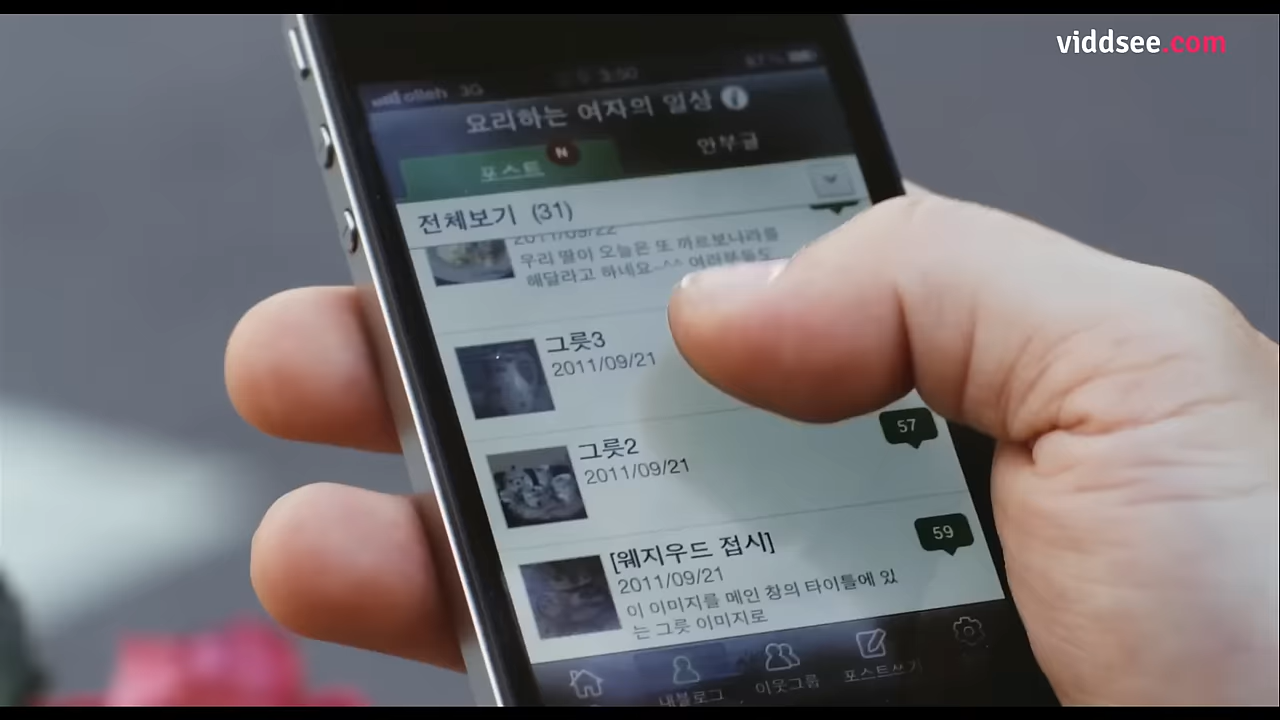 viddsee.com
olleh 3G 3:50
요리하는 여자의 일상
N
포스트 안부글
전체보기 (31)
2011/09/22
우리 딸이 오늘은 또 까르보나라를
해달라고 하네요~^^ 여러분들도
그릇3
2011/09/21
57
그릇2
2011/09/21
59
[웨지우드 접시]
2011/09/21
이 이미지를 메인 창의 타이틀에 있
는 그릇 이미지로
내블로그 이웃그룹 포스트쓰기